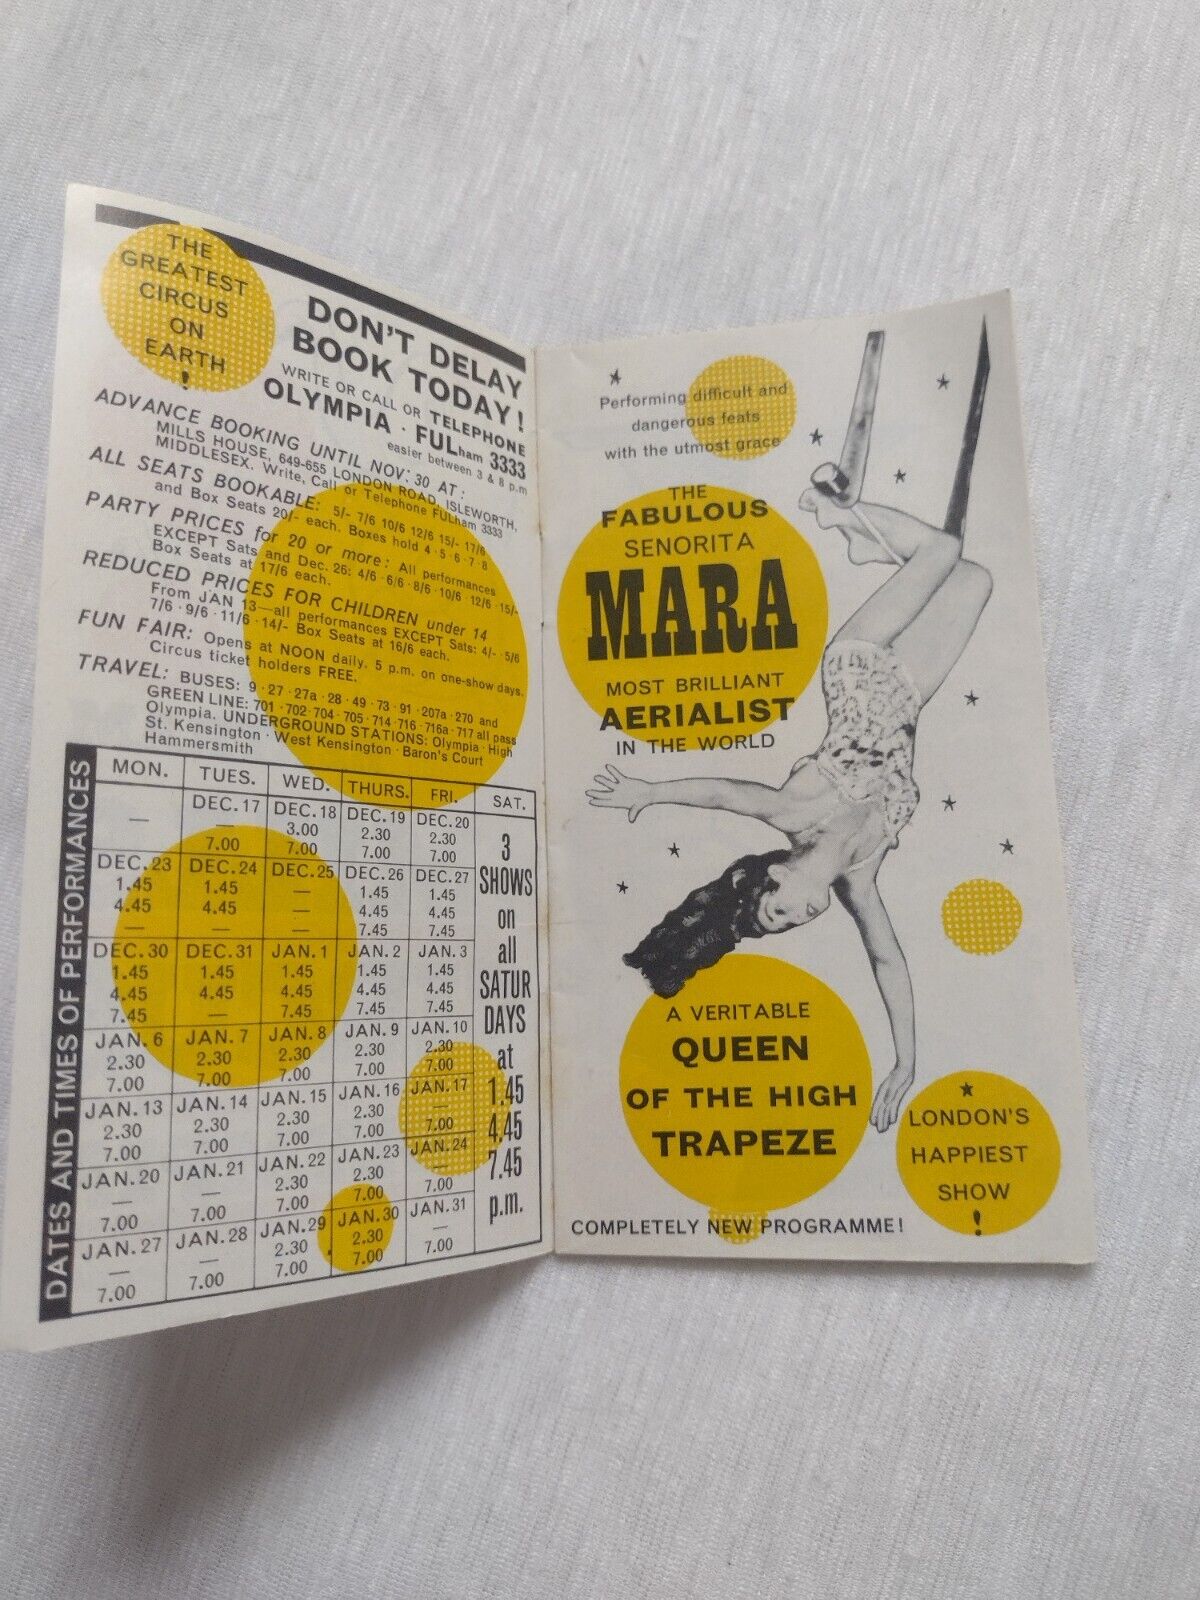 THE
GREATEST
CIRCUS
ON
EARTH
!
DON'T DELAY
BOOK TODAY!
WRITE OR CALL OR TELEPHONE
OLYMPIA · FULham 3333
easier between 3 & 8 p.m
ADVANCE BOOKING UNTIL NOV: 30 AT:
MILLS HOUSE, 649-655 LONDON ROAD, ISLEWORTH,
MIDDLESEX. Write, Call or Telephone FULham 3333
ALL SEATS BOOKABLE: 5/- 7/6 10/6 12/6 15/- 17/6
and Box Seats 20/- each. Boxes hold 4 · 5 · 6 · 7 · 8
PARTY PRICES for 20 or more: All performances
EXCEPT Sats and Dec. 26: 4/6 · 6/6 · 8/6 · 10/6 · 12/6 · 15/-
Box Seats at 17/6 each.
REDUCED PRICES FOR CHILDREN under 14
From JAN 13—all performances EXCEPT Sats: 4/- · 5/6
7/6 · 9/6 · 11/6 · 14/- Box Seats at 16/6 each.
FUN FAIR: Opens at NOON daily. 5 p.m. on one-show days.
Circus ticket holders FREE.
TRAVEL: BUSES: 9 · 27 · 27a · 28 · 49 · 73 · 91 · 207a · 270 and
GREEN LINE: 701 · 702 · 704 · 705 · 714 · 716 · 716a · 717 all pass
Olympia. UNDERGROUND STATIONS: Olympia · High
St. Kensington · West Kensington · Baron's Court
Hammersmith
DATES AND TIMES OF PERFORMANCES
MON. TUES. WED. THURS. FRI. SAT.
DEC.17 DEC.18 DEC.19 DEC.20
— — 3.00 2.30 2.30
7.00 7.00 7.00 7.00
DEC.23 DEC.24 DEC.25 DEC.26 DEC.27
1.45 1.45 — 1.45 1.45
4.45 4.45 — 4.45 4.45
— — 7.45 7.45
DEC.30 DEC.31 JAN.1 JAN.2 JAN.3
1.45 1.45 1.45 1.45 1.45
4.45 4.45 4.45 4.45 4.45
7.45 — 7.45 7.45 7.45
JAN.6 JAN.7 JAN.8 JAN.9 JAN.10
2.30 2.30 2.30 2.30 2.30
7.00 7.00 7.00 7.00 7.00
JAN.13 JAN.14 JAN.15 JAN.16 JAN.17
2.30 2.30 2.30 2.30 —
7.00 7.00 7.00 7.00 7.00
JAN.20 JAN.21 JAN.22 JAN.23 JAN.24
— — 2.30 2.30 —
7.00 7.00 7.00 7.00 7.00
JAN.27 JAN.28 JAN.29 JAN.30 JAN.31
— — 2.30 2.30 —
7.00 7.00 7.00 7.00 7.00
3
SHOWS
on
all
SATUR
DAYS
at
1.45
4.45
7.45
p.m.
Performing difficult and
dangerous feats
with the utmost grace
THE
FABULOUS
SENORITA
MARA
MOST BRILLIANT
AERIALIST
IN THE WORLD
A VERITABLE
QUEEN
OF THE HIGH
TRAPEZE
LONDON'S
HAPPIEST
SHOW
!
COMPLETELY NEW PROGRAMME!